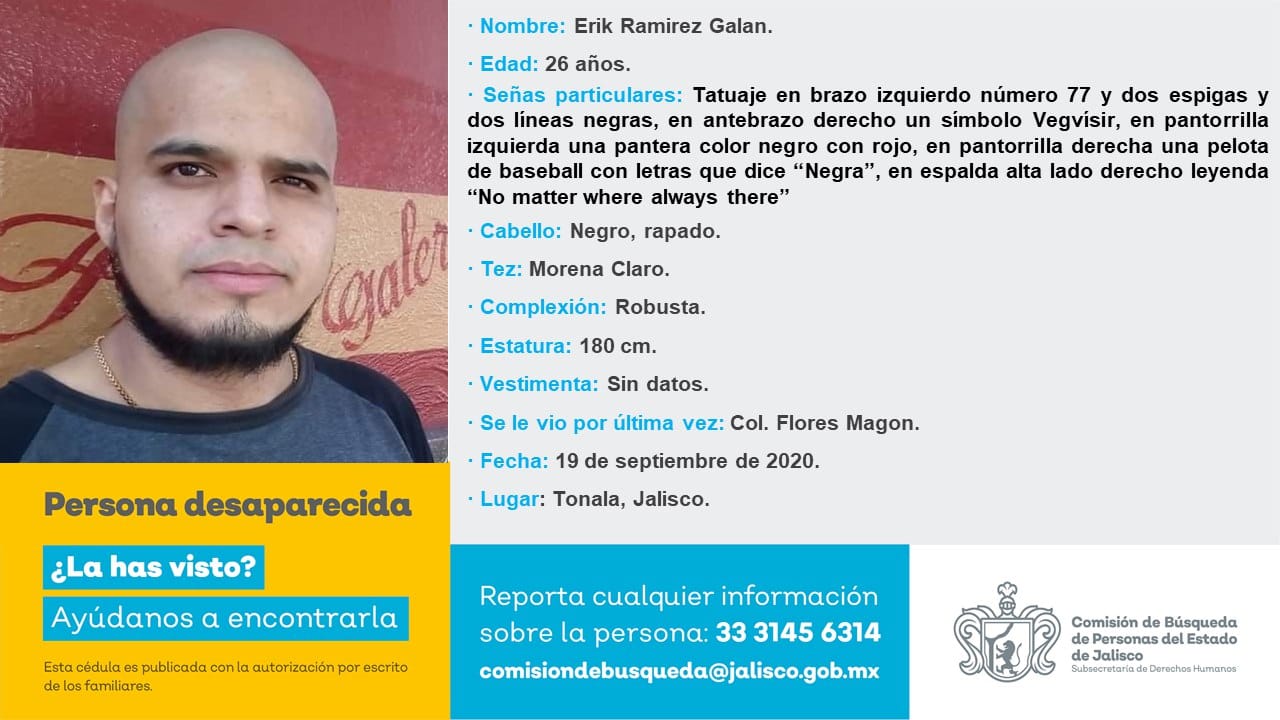 · Nombre: Erik Ramirez Galan.
· Edad: 26 años.
· Señas particulares: Tatuaje en brazo izquierdo número 77 y dos espigas y
dos líneas negras, en antebrazo derecho un símbolo Vegvísir, en pantorrilla
izquierda una pantera color negro con rojo, en pantorrilla derecha una pelota
de baseball con letras que dice “Negra”, en espalda alta lado derecho leyenda
“No matter where always there”
· Cabello: Negro, rapado.
· Tez: Morena Claro.
· Complexión: Robusta.
· Estatura: 180 cm.
· Vestimenta: Sin datos.
· Se le vio por última vez: Col. Flores Magon.
· Fecha: 19 de septiembre de 2020.
· Lugar: Tonala, Jalisco.
Persona desaparecida
¿La has visto?
Ayúdanos a encontrarla
Esta cédula es publicada con la autorización por escrito
de los familiares.
Reporta cualquier información
sobre la persona: 33 3145 6314
comisiondebusqueda@jalisco.gob.mx
Comisión de Búsqueda
de Personas del Estado
de Jalisco
Subsecretaría de Derechos Humanos